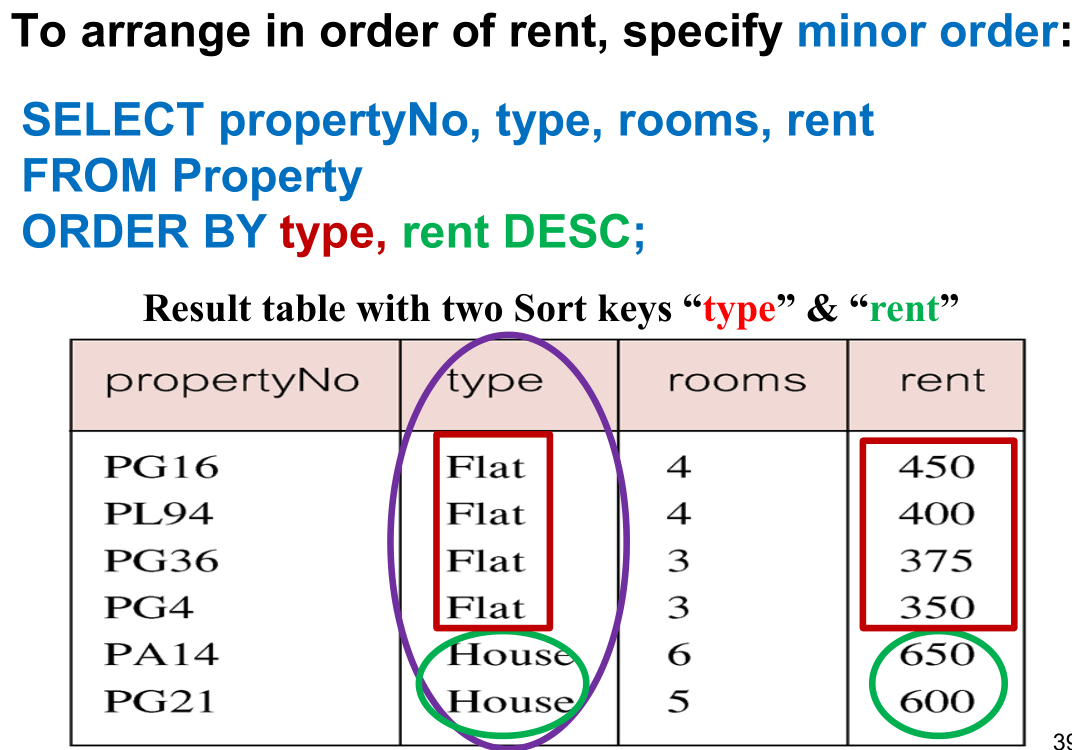 To arrange in order of rent, specify minor order:
SELECT propertyNo, type, rooms, rent
FROM Property
ORDER BY type, rent DESC;
Result table with two Sort keys “type” & “rent”
propertyNo type rooms rent
PG16 Flat 4 450
PL94 Flat 4 400
PG36 Flat 3 375
PG4 Flat 3 350
PA14 House 6 650
PG21 House 5 600
39